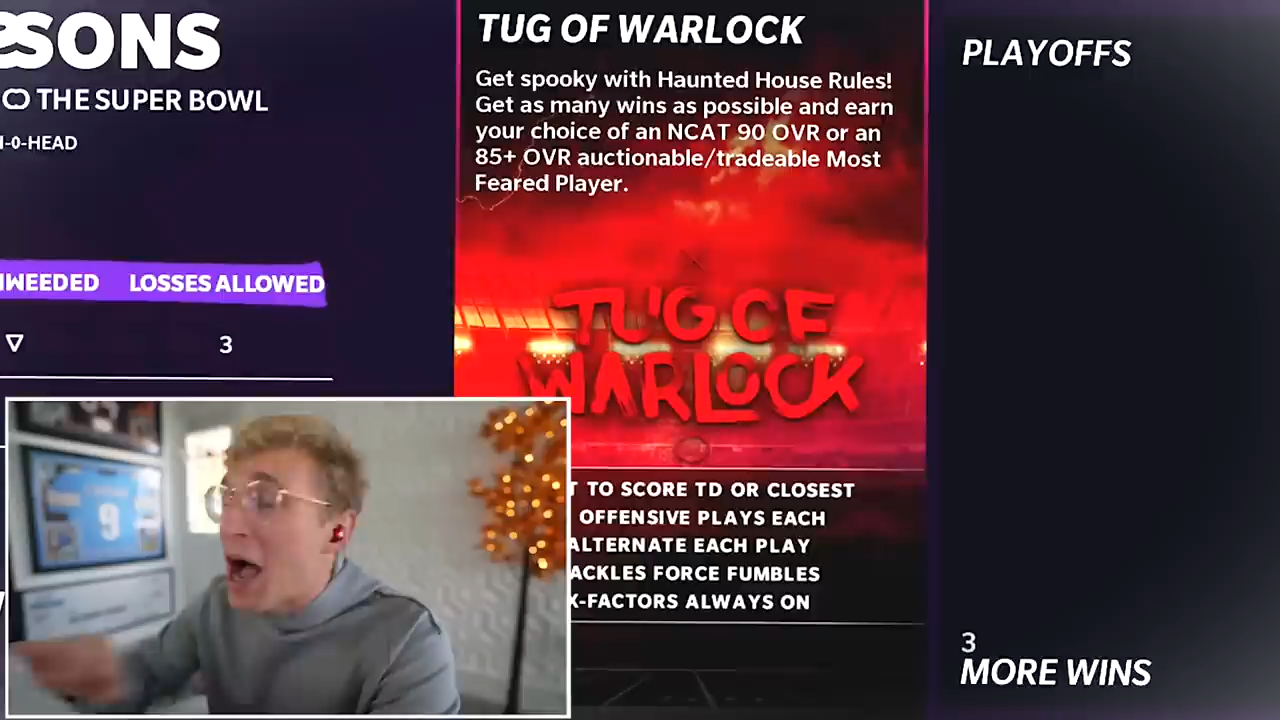 SONS
THE SUPER BOWL
-0-HEAD
LOSSES ALLOWED
3
TUG OF WARLOCK
Get spooky with Haunted House Rules!
Get as many wins as possible and earn
your choice of an NCAT 90 OVR or an
85+ OVR auctionable/tradeable Most
Feared Player.
TUG OF
WARLOCK
T TO SCORE TD OR CLOSEST
OFFENSIVE PLAYS EACH
ALTERNATE EACH PLAY
ACKLES FORCE FUMBLES
X-FACTORS ALWAYS ON
PLAYOFFS
3
MORE WINS
9